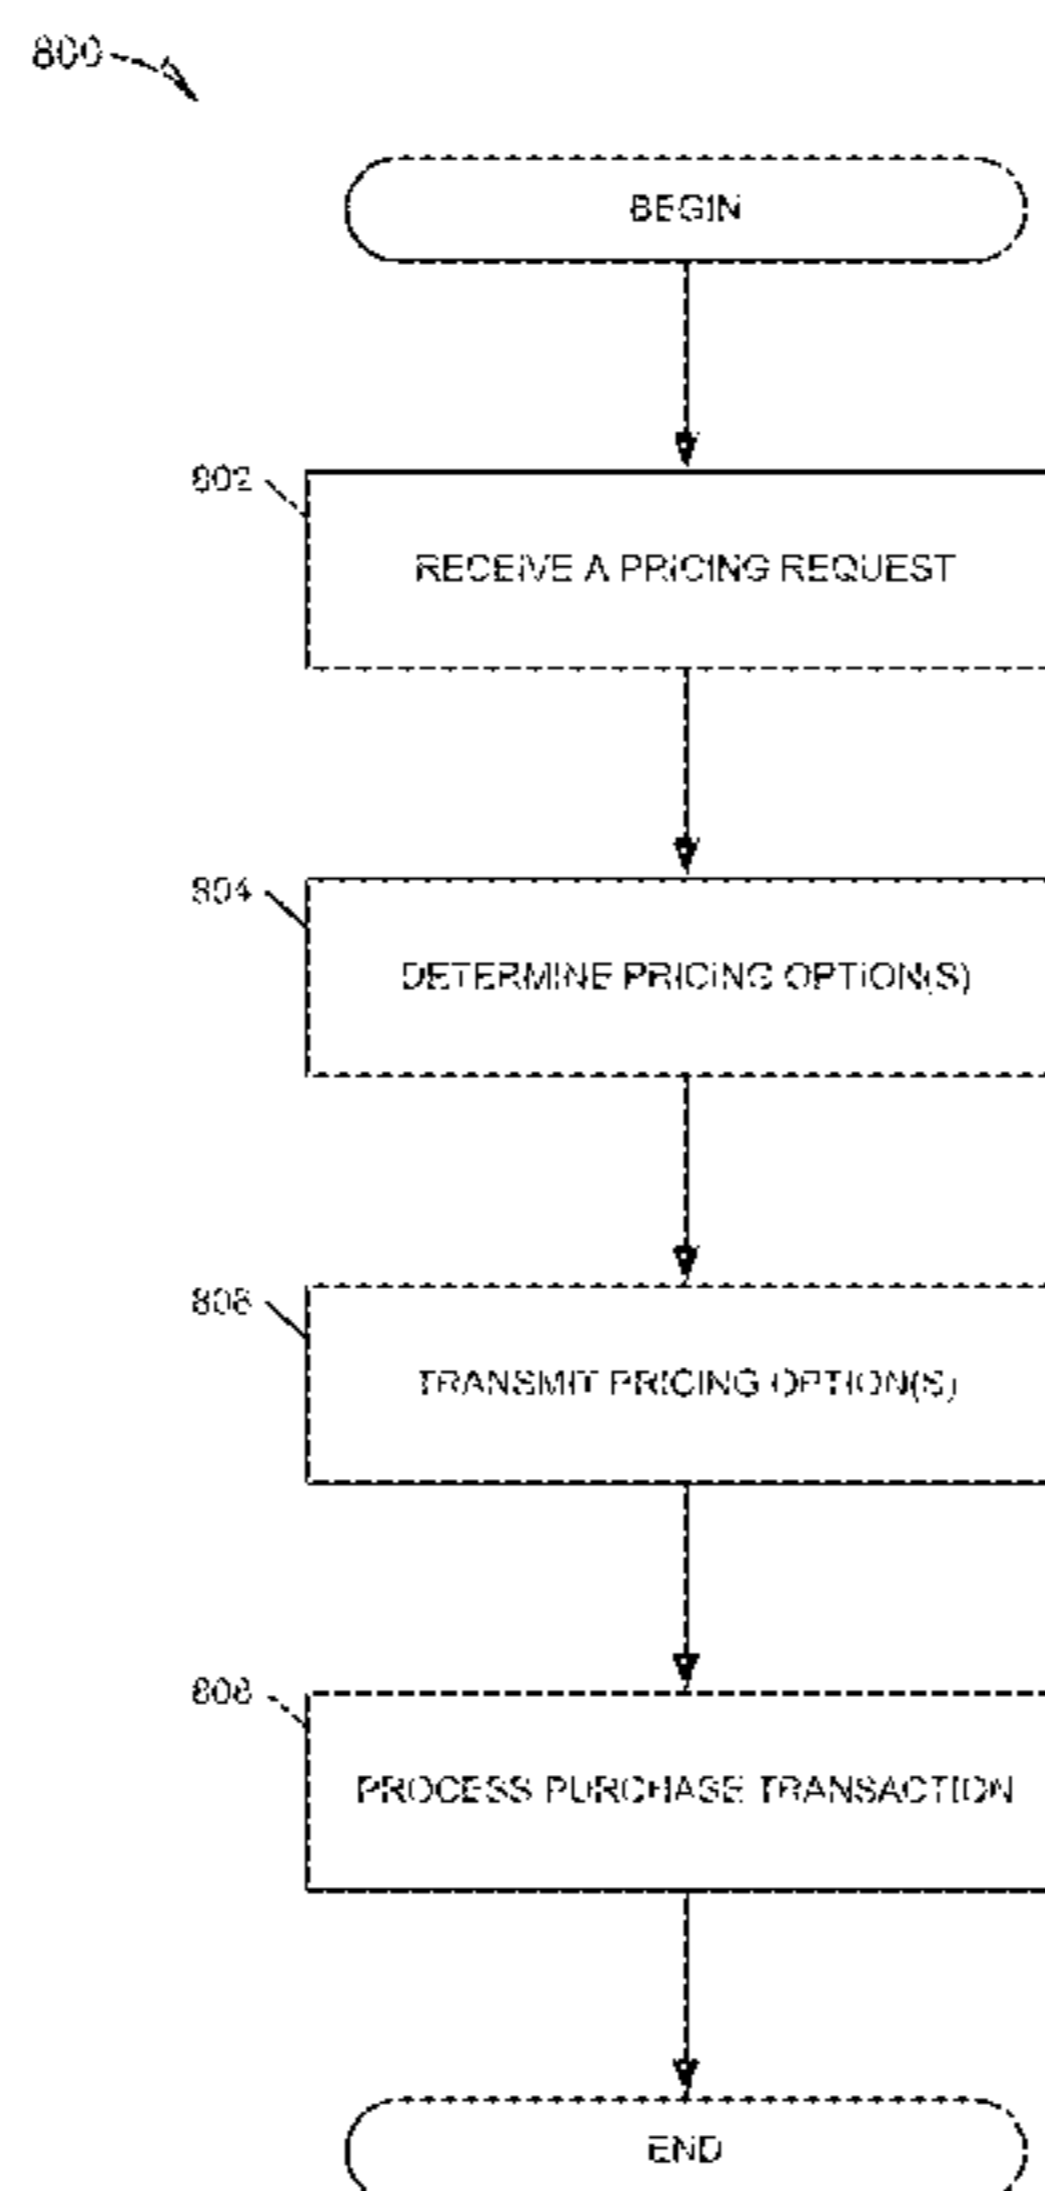 800
BEGIN
802
RECEIVE A PRICING REQUEST
804
DETERMINE PRICING OPTION(S)
806
TRANSMIT PRICING OPTION(S)
808
PROCESS PURCHASE TRANSACTION
END